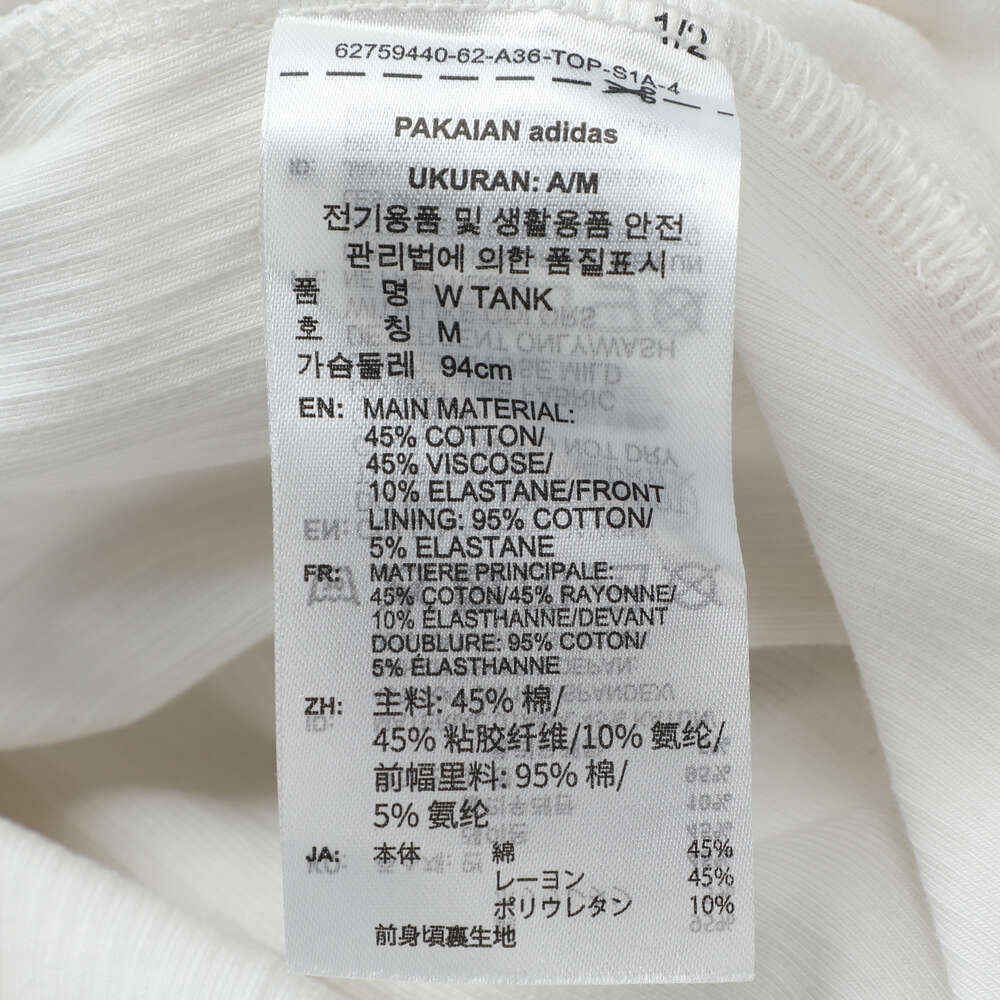 1/2
62759440-62-A36-TOP-S1A-4
PAKAIAN adidas
UKURAN: A/M
전기용품 및 생활용품 안전
관리법에 의한 품질표시
품 명 W TANK
호 칭 M
가슴둘레 94cm
EN: MAIN MATERIAL:
45% COTTON/
45% VISCOSE/
10% ELASTANE/FRONT
LINING: 95% COTTON/
5% ELASTANE
FR: MATIERE PRINCIPALE:
45% COTON/45% RAYONNE/
10% ÉLASTHANNE/DEVANT
DOUBLURE: 95% COTON/
5% ÉLASTHANNE
ZH: 主料: 45% 棉/
45% 粘胶纤维/10% 氨纶/
前幅里料: 95% 棉/
5% 氨纶
JA: 本体 綿 45%
レーヨン 45%
ポリウレタン 10%
前身頃裏生地